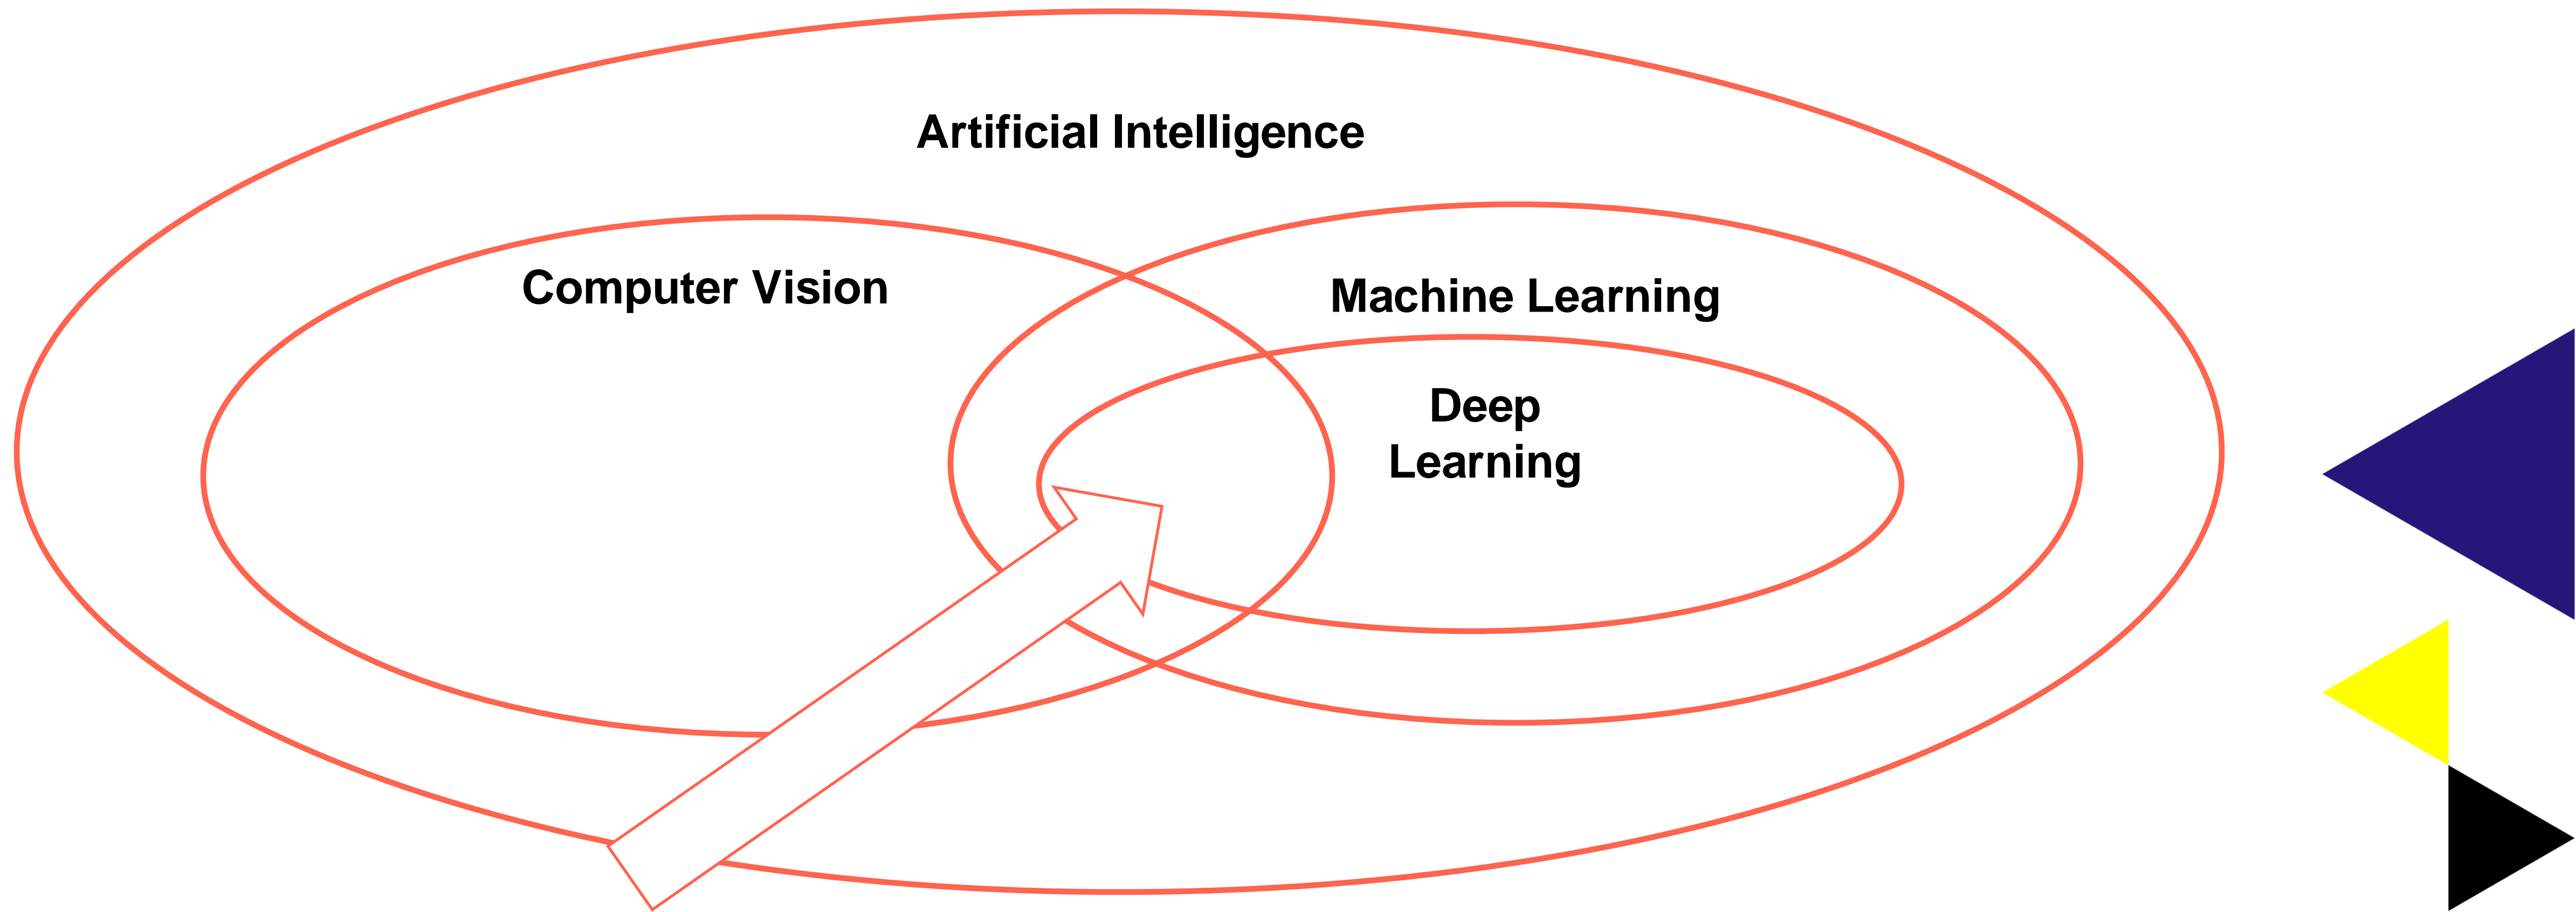 Artificial Intelligence
Computer Vision
Machine Learning
Deep
Learning